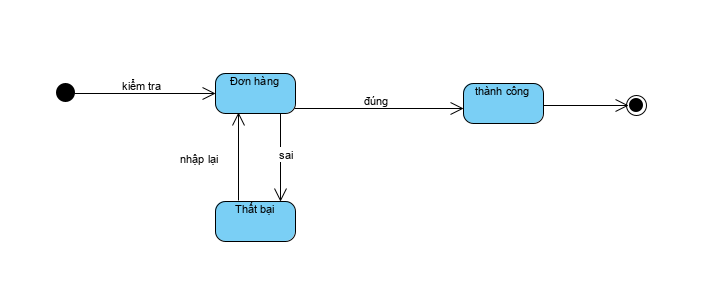 kiểm tra
Đơn hàng
đúng
thành công
nhập lại
sai
Thất bại